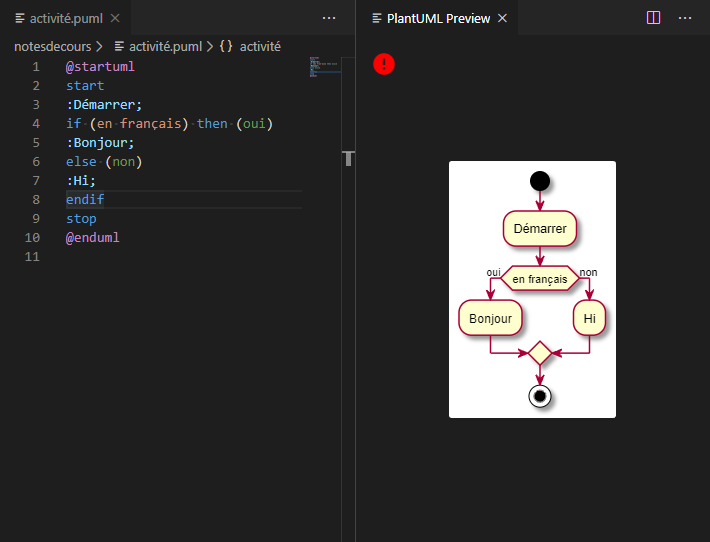 activité.puml
notesdecours > activité.puml > {} activité
1 @startuml
2 start
3 :Démarrer;
4 if (en français) then (oui)
5 :Bonjour;
6 else (non)
7 :Hi;
8 endif
9 stop
10 @enduml
11
PlantUML Preview
Démarrer
oui
en français
non
Bonjour
Hi